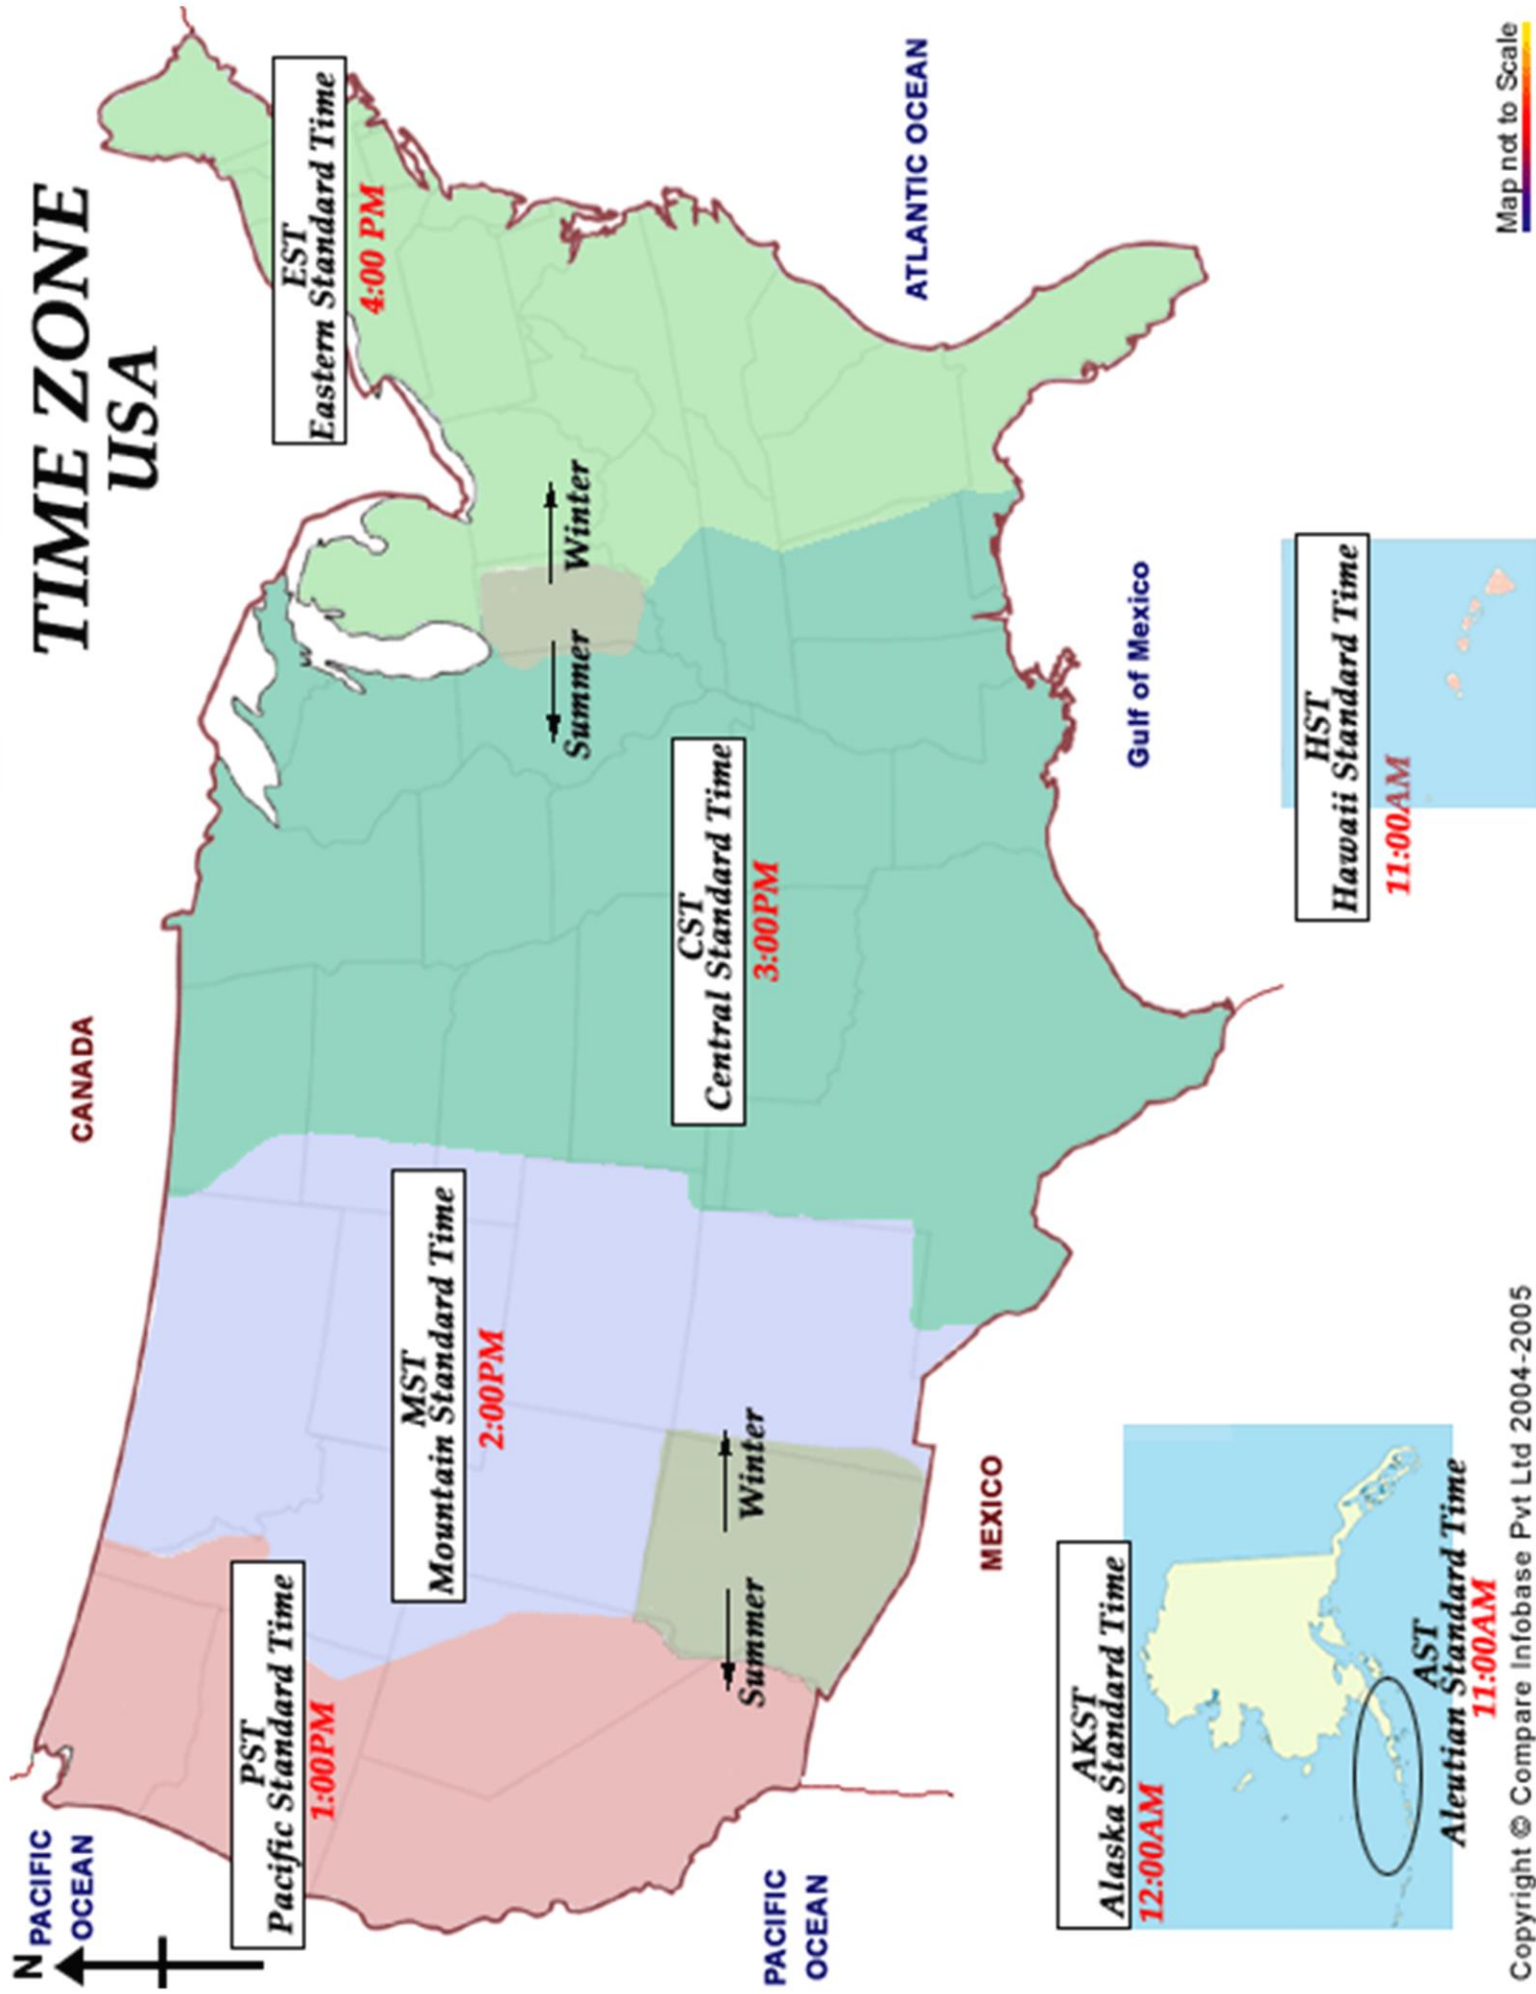 TIME ZONE
USA
N
PACIFIC
OCEAN
CANADA
PST
Pacific Standard Time
1:00PM
MST
Mountain Standard Time
2:00PM
EST
Eastern Standard Time
4:00 PM
Summer
Winter
CST
Central Standard Time
3:00PM
Summer
Winter
PACIFIC
OCEAN
ATLANTIC OCEAN
MEXICO
Gulf of Mexico
AKST
Alaska Standard Time
12:00AM
AST
Aleutian Standard Time
11:00AM
HST
Hawaii Standard Time
11:00AM
Copyright © Compare Infobase Pvt Ltd 2004-2005
Map not to Scale